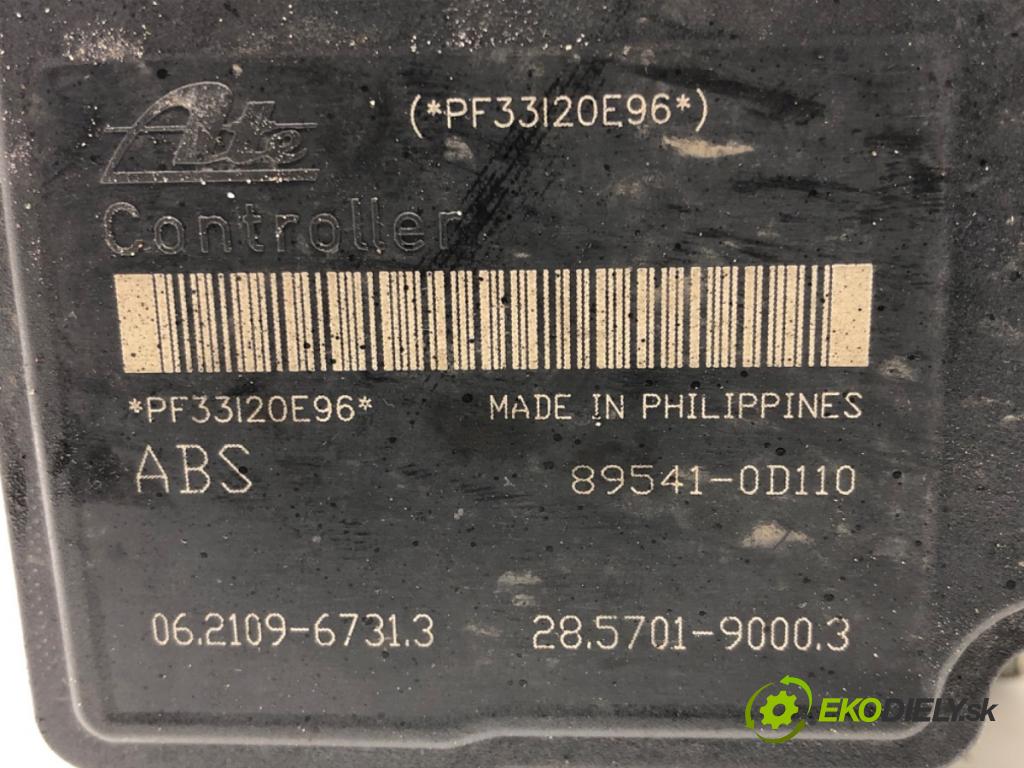 Ate
(*PF33120E96*)
Controller
*PF33120E96*
MADE IN PHILIPPINES
ABS
89541-0D110
06.2109-6731.3
28.5701-9000.3
EKODIELY.sk